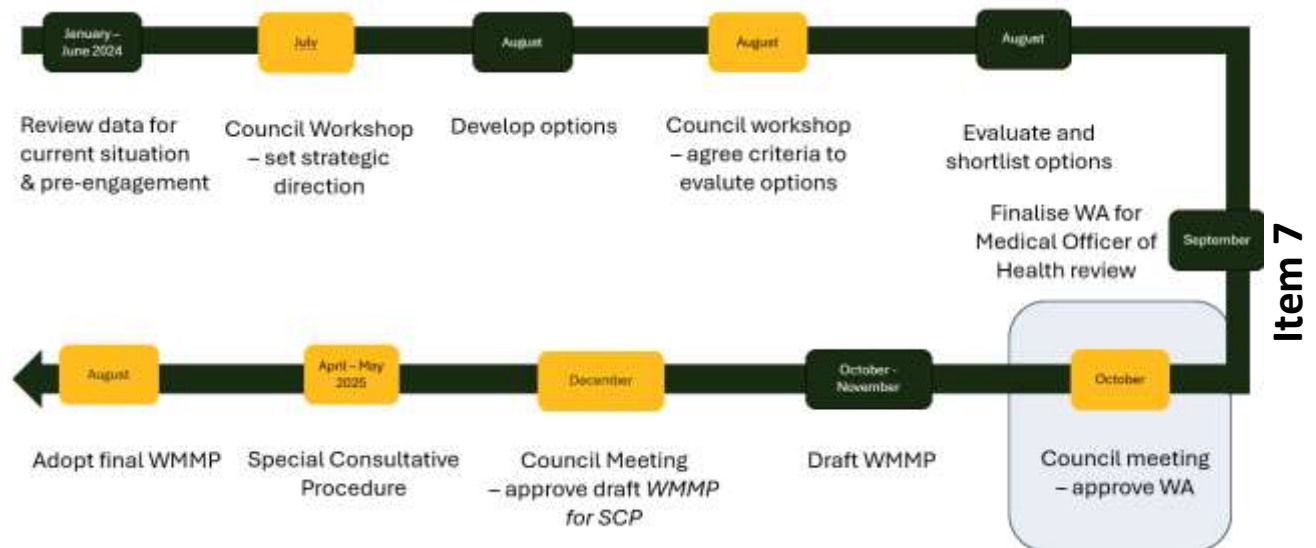 January –
June 2024
July
August
August
August
Review data for
current situation
& pre-engagement
Council Workshop
– set strategic
direction
Develop options
Council workshop
– agree criteria to
evalute options
Evaluate and
shortlist options
Finalise WA for
Medical Officer of
Health review
September
Item 7
October
October -
November
December
April – May
2025
August
Council meeting
– approve WA
Draft WMMP
Council Meeting
– approve draft WMMP
for SCP
Special Consultative
Procedure
Adopt final WMMP